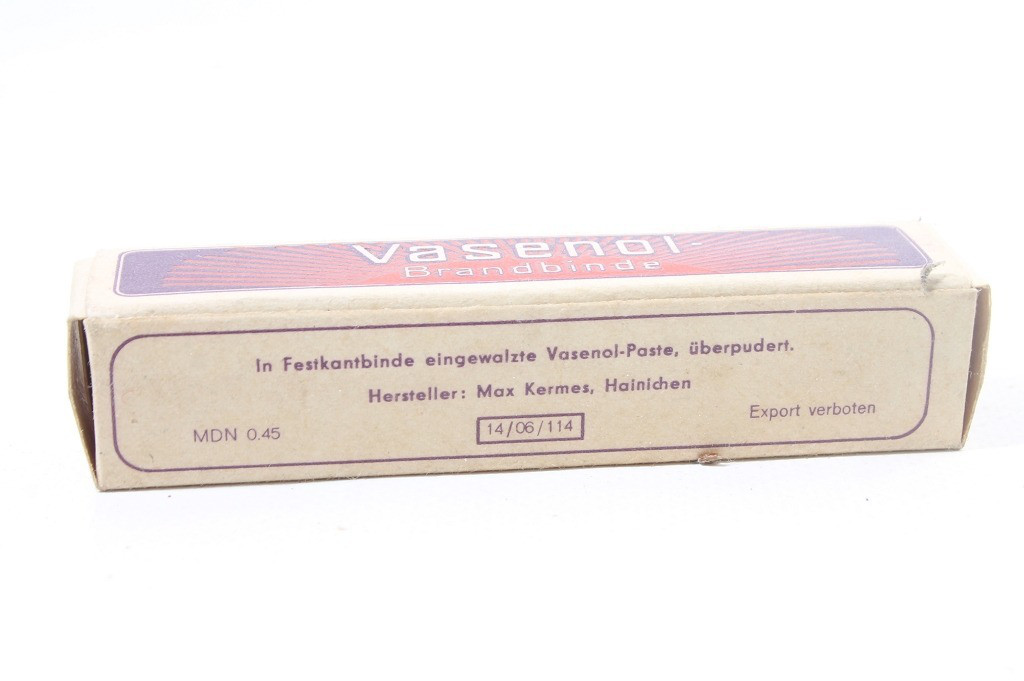 Vasenol-
Brandbinde
In Festkantbinde eingewalzte Vasenol-Paste, überpudert.
Hersteller: Max Kermes, Hainichen
MDN 0.45
14/06/114
Export verboten